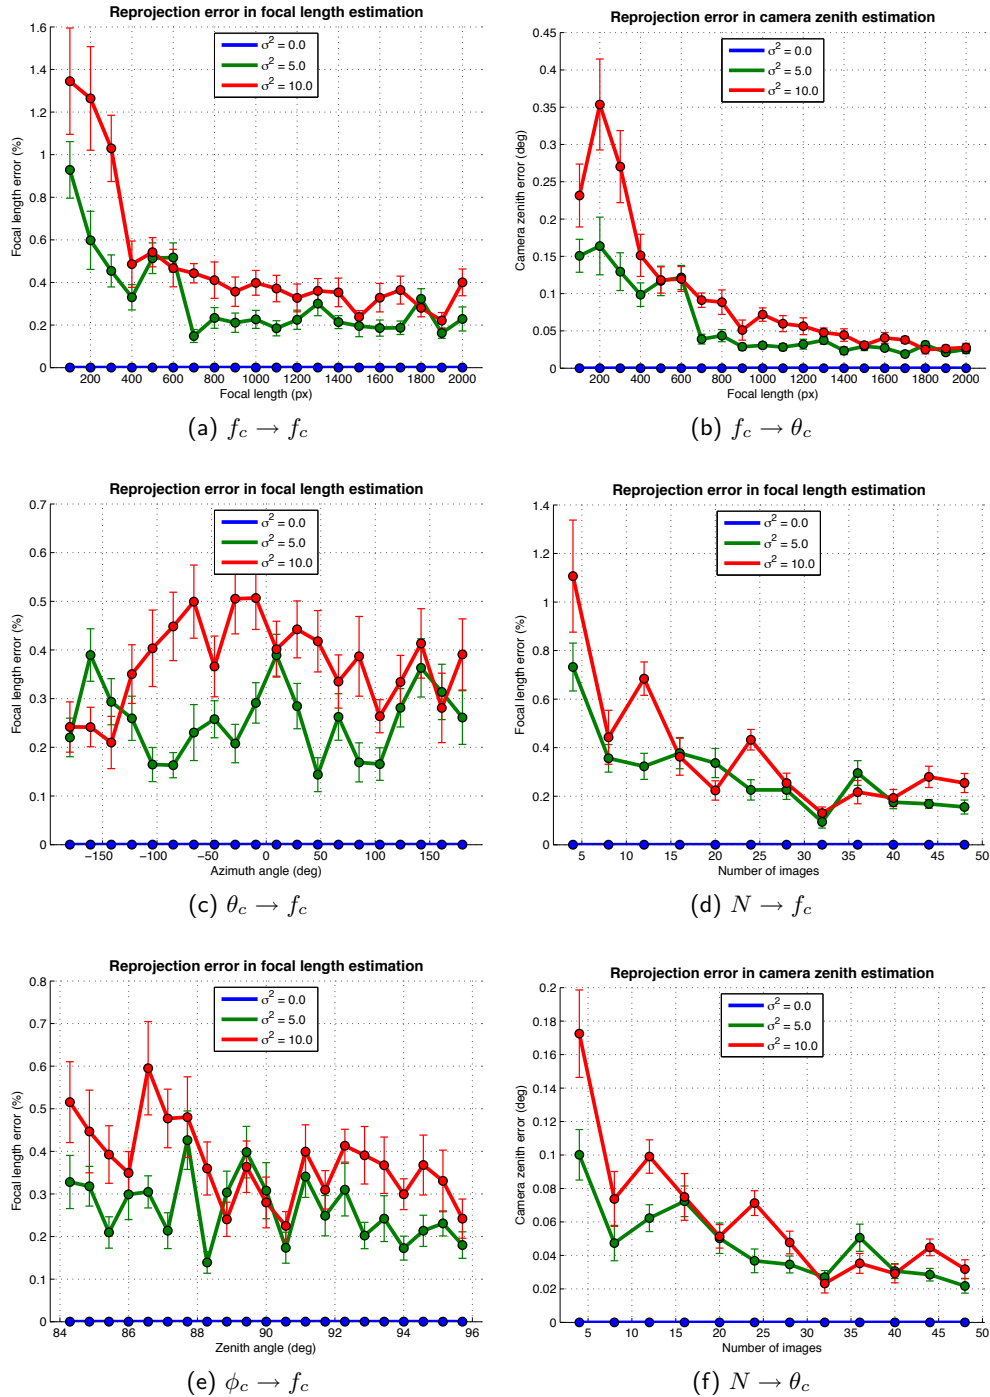 Reprojection error in focal length estimation
σ² = 0.0
σ² = 5.0
σ² = 10.0
Focal length error (%)
1.6
1.4
1.2
1
0.8
0.6
0.4
0.2
0
200 400 600 800 1000 1200 1400 1600 1800 2000
Focal length (px)
(a) f_c → f_c
Reprojection error in camera zenith estimation
σ² = 0.0
σ² = 5.0
σ² = 10.0
Camera zenith error (deg)
0.45
0.4
0.35
0.3
0.25
0.2
0.15
0.1
0.05
0
200 400 600 800 1000 1200 1400 1600 1800 2000
Focal length (px)
(b) f_c → θ_c
Reprojection error in focal length estimation
σ² = 0.0
σ² = 5.0
σ² = 10.0
Focal length error (%)
0.7
0.6
0.5
0.4
0.3
0.2
0.1
0
−150 −100 −50 0 50 100 150
Azimuth angle (deg)
(c) θ_c → f_c
Reprojection error in focal length estimation
σ² = 0.0
σ² = 5.0
σ² = 10.0
Focal length error (%)
1.4
1.2
1
0.8
0.6
0.4
0.2
0
5 10 15 20 25 30 35 40 45 50
Number of images
(d) N → f_c
Reprojection error in focal length estimation
σ² = 0.0
σ² = 5.0
σ² = 10.0
Focal length error (%)
0.8
0.7
0.6
0.5
0.4
0.3
0.2
0.1
0
84 86 88 90 92 94 96
Zenith angle (deg)
(e) ϕ_c → f_c
Reprojection error in camera zenith estimation
σ² = 0.0
σ² = 5.0
σ² = 10.0
Camera zenith error (deg)
0.2
0.18
0.16
0.14
0.12
0.1
0.08
0.06
0.04
0.02
0
5 10 15 20 25 30 35 40 45 50
Number of images
(f) N → θ_c